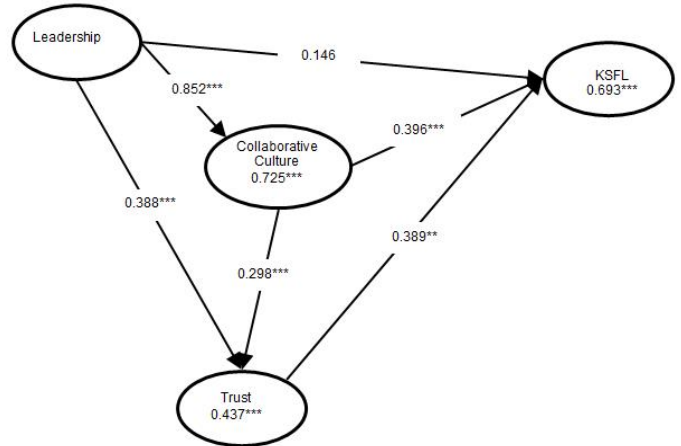 Leadership
0.146
KSFL
0.693***
0.852***
0.396***
Collaborative
Culture
0.725***
0.388***
0.389**
0.298***
Trust
0.437***